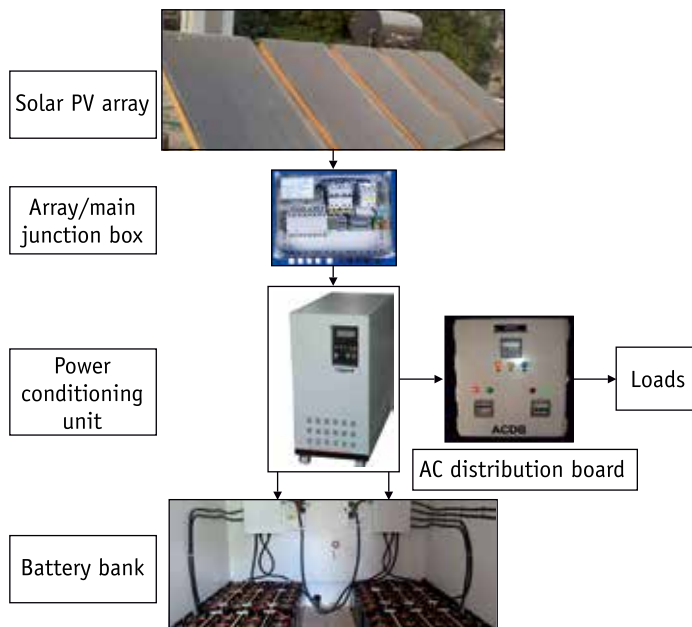 Solar PV array
Array/main
junction box
Power
conditioning
unit
Loads
ACDB
AC distribution board
Battery bank